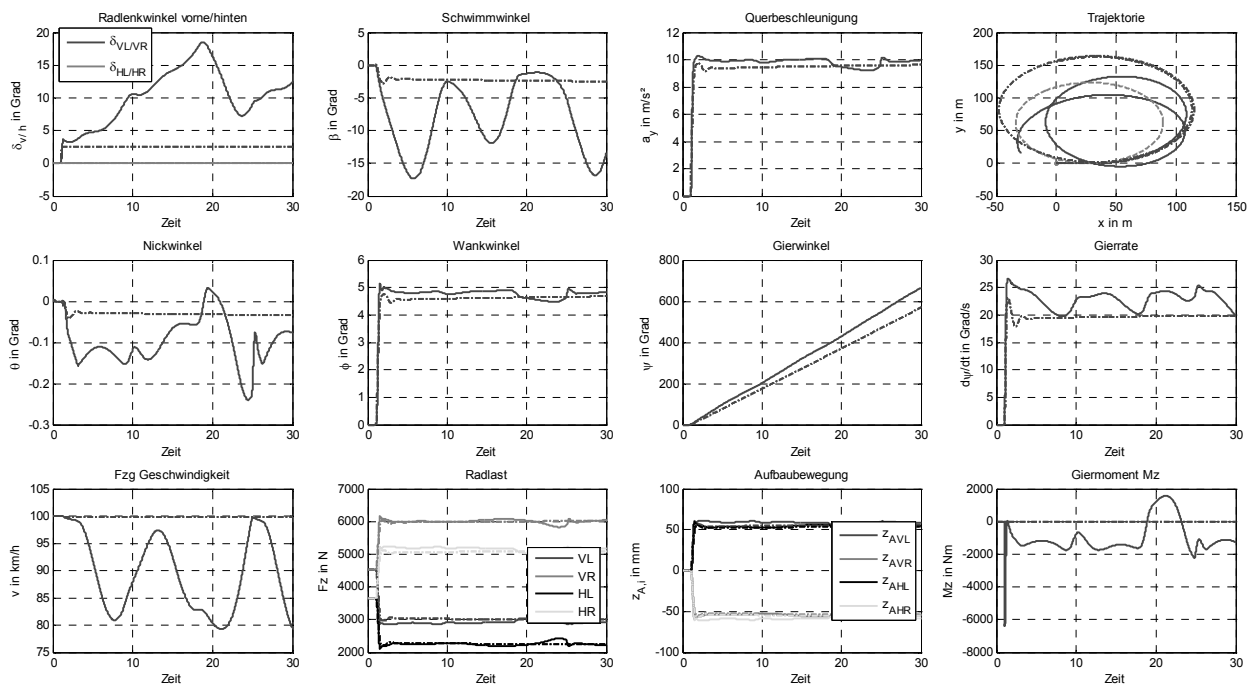 Radlenkwinkel vorne/hinten
δv/h in Grad
20
15
10
5
0
-5
δVL/VR
δHL/HR
0 10 20 30
Zeit
Schwimmwinkel
β in Grad
5
0
-5
-10
-15
-20
0 10 20 30
Zeit
Querbeschleunigung
ay in m/s²
12
10
8
6
4
2
0
0 10 20 30
Zeit
Trajektorie
y in m
200
150
100
50
0
-50
-50 0 50 100 150
x in m
Nickwinkel
θ in Grad
0.1
0
-0.1
-0.2
-0.3
0 10 20 30
Zeit
Wankwinkel
ϕ in Grad
6
5
4
3
2
1
0
0 10 20 30
Zeit
Gierwinkel
ψ in Grad
800
600
400
200
0
0 10 20 30
Zeit
Gierrate
dψ/dt in Grad/s
30
25
20
15
10
5
0
0 10 20 30
Zeit
Fzg Geschwindigkeit
v in km/h
105
100
95
90
85
80
75
0 10 20 30
Zeit
Radlast
Fz in N
7000
6000
5000
4000
3000
2000
VL
VR
HL
HR
0 10 20 30
Zeit
Aufbaubewegung
zA,i in mm
100
50
0
-50
-100
zAVL
zAVR
zAHL
zAHR
0 10 20 30
Zeit
Giermoment Mz
Mz in Nm
2000
0
-2000
-4000
-6000
-8000
0 10 20 30
Zeit